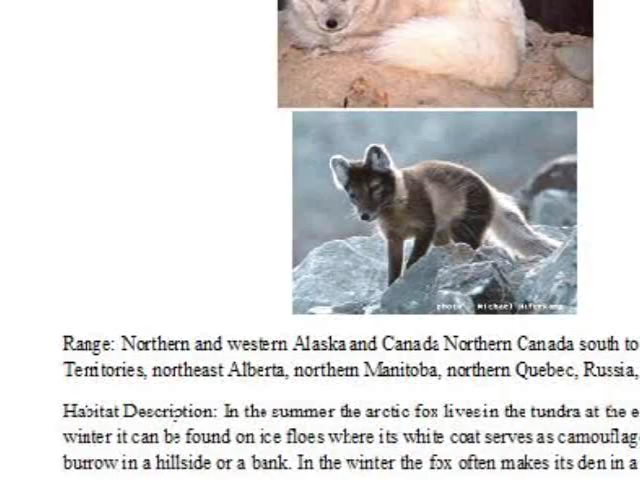 photo Michael
Range: Northern and western Alaska and Canada Northern Canada south to
Territories, northeast Alberta, northern Manitoba, northern Quebec, Russia,
Habitat Description: In the summer the arctic fox lives in the tundra at the e
winter it can be found on ice floes where its white coat serves as camouflag
burrow in a hillside or a bank. In the winter the fox often makes its den in a